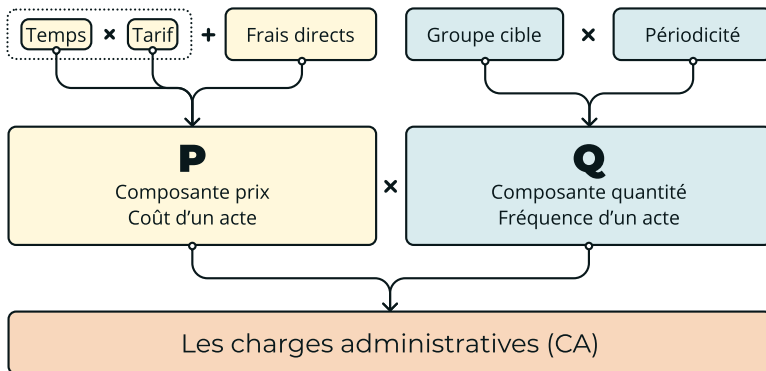 Temps × Tarif + Frais directs
Groupe cible × Périodicité
P
Composante prix
Coût d’un acte
×
Q
Composante quantité
Fréquence d’un acte
Les charges administratives (CA)